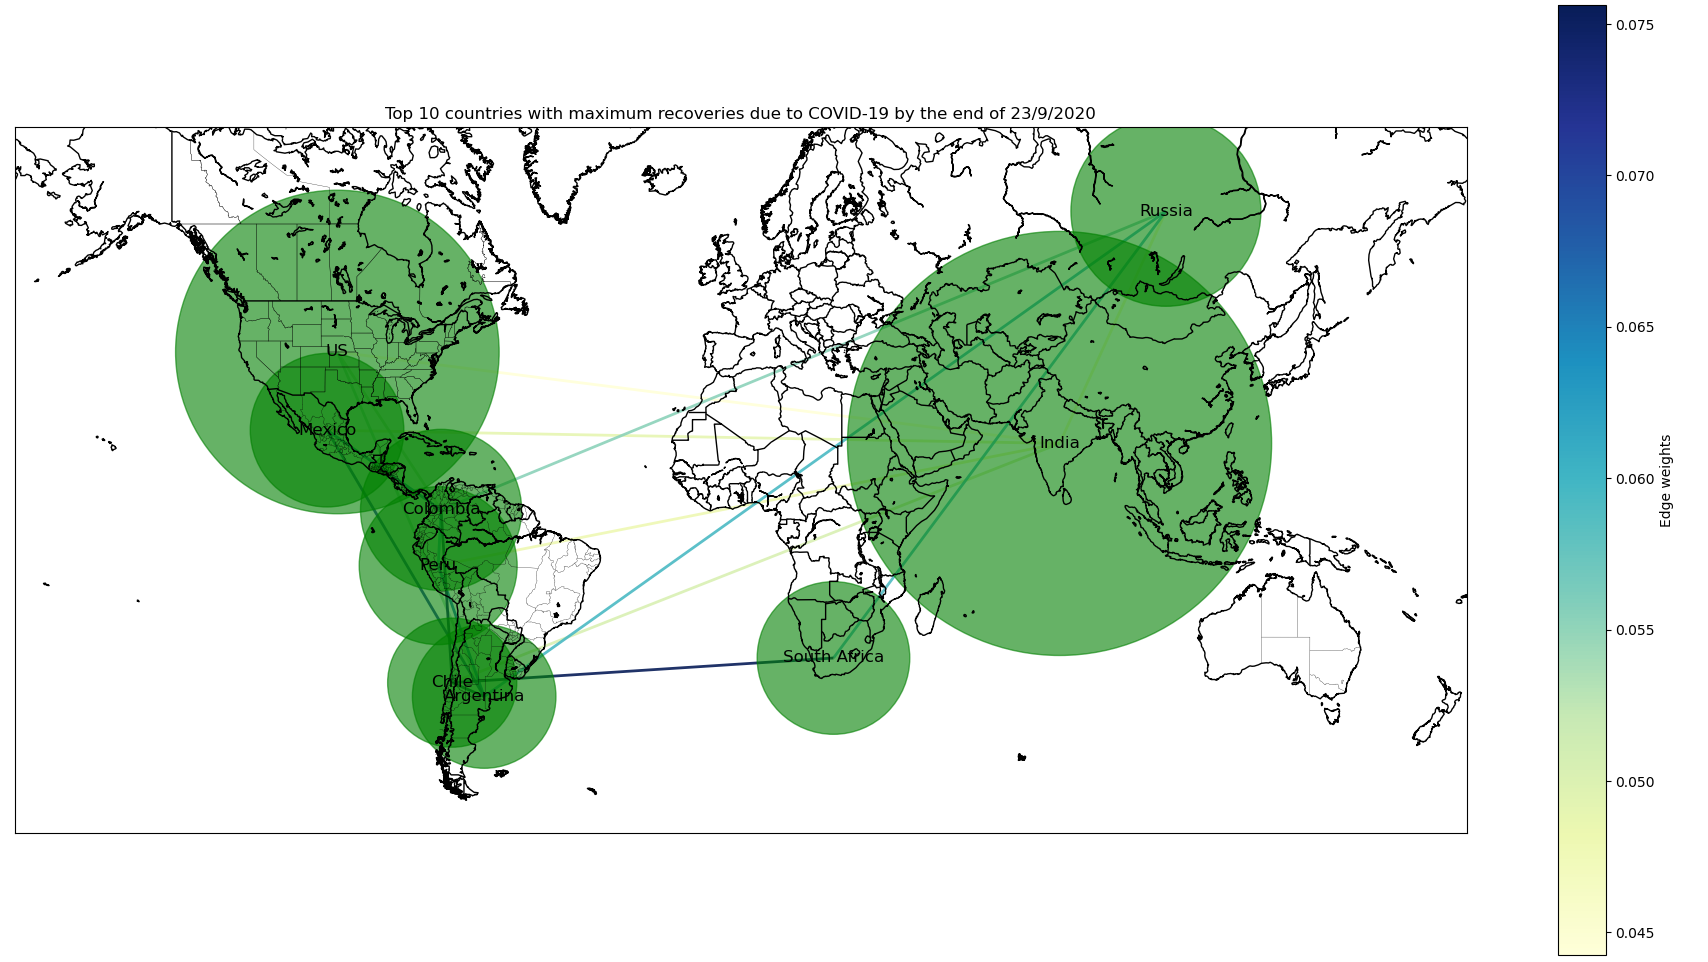 Top 10 countries with maximum recoveries due to COVID-19 by the end of 23/9/2020
Russia
US
Mexico
India
Colombia
Peru
South Africa
Chile
Argentina
0.075
0.070
0.065
0.060
0.055
0.050
0.045
Edge weights